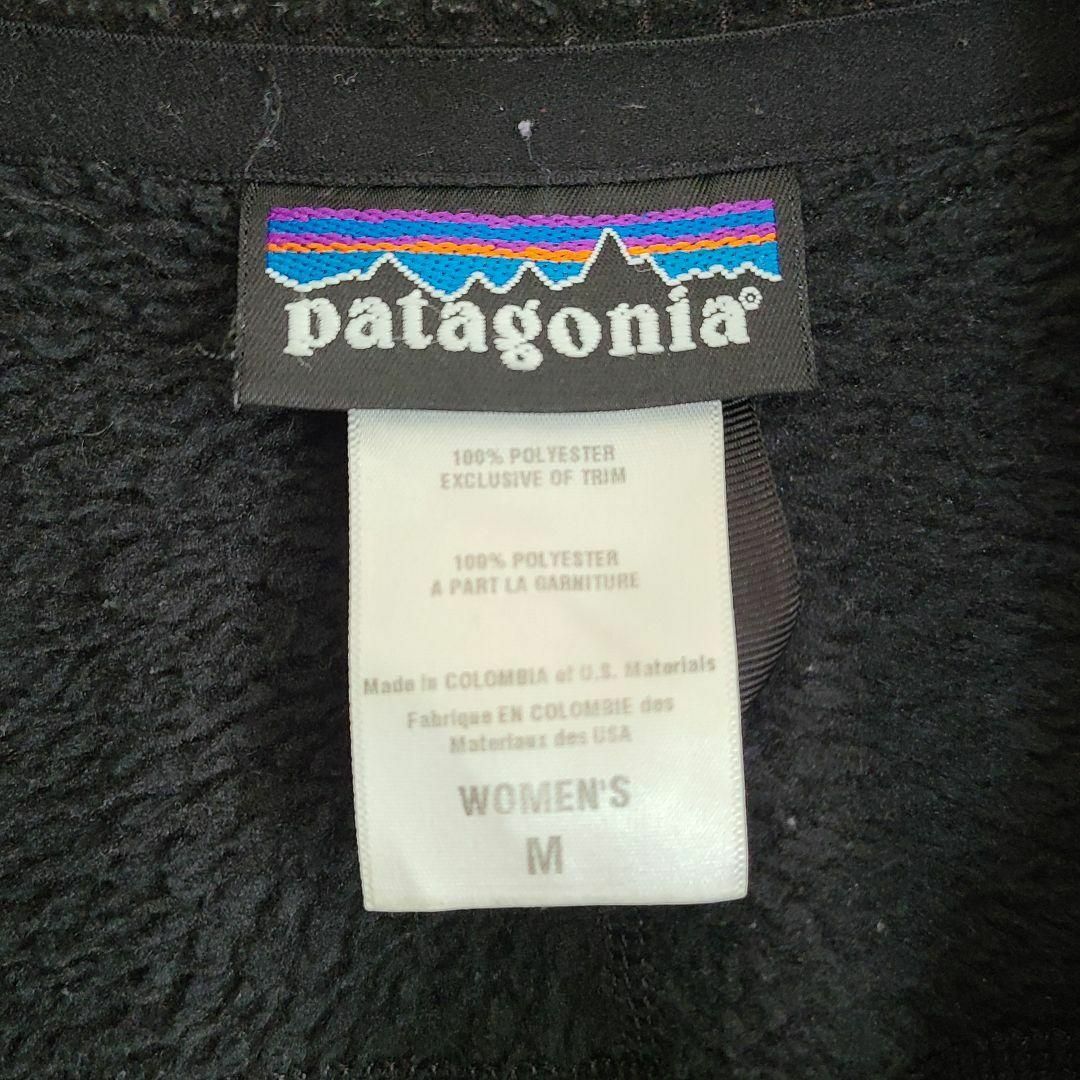 patagonia®
100% POLYESTER
EXCLUSIVE OF TRIM
100% POLYESTER
A PART LA GARNITURE
Made in COLOMBIA of U.S. Materials
Fabrique EN COLOMBIE des
Materiaux des USA
WOMEN'S
M